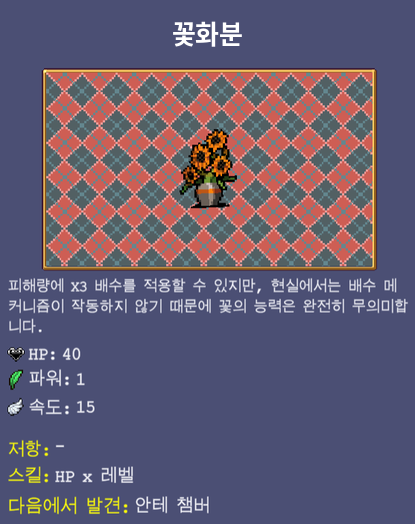 꽃화분
피해량에 x3 배수를 적용할 수 있지만, 현실에서는 배수 메
커니즘이 작동하지 않기 때문에 꽃의 능력은 완전히 무의미합
니다.
HP: 40
파워: 1
속도: 15
저항: -
스킬: HP x 레벨
다음에서 발견: 안테 챔버